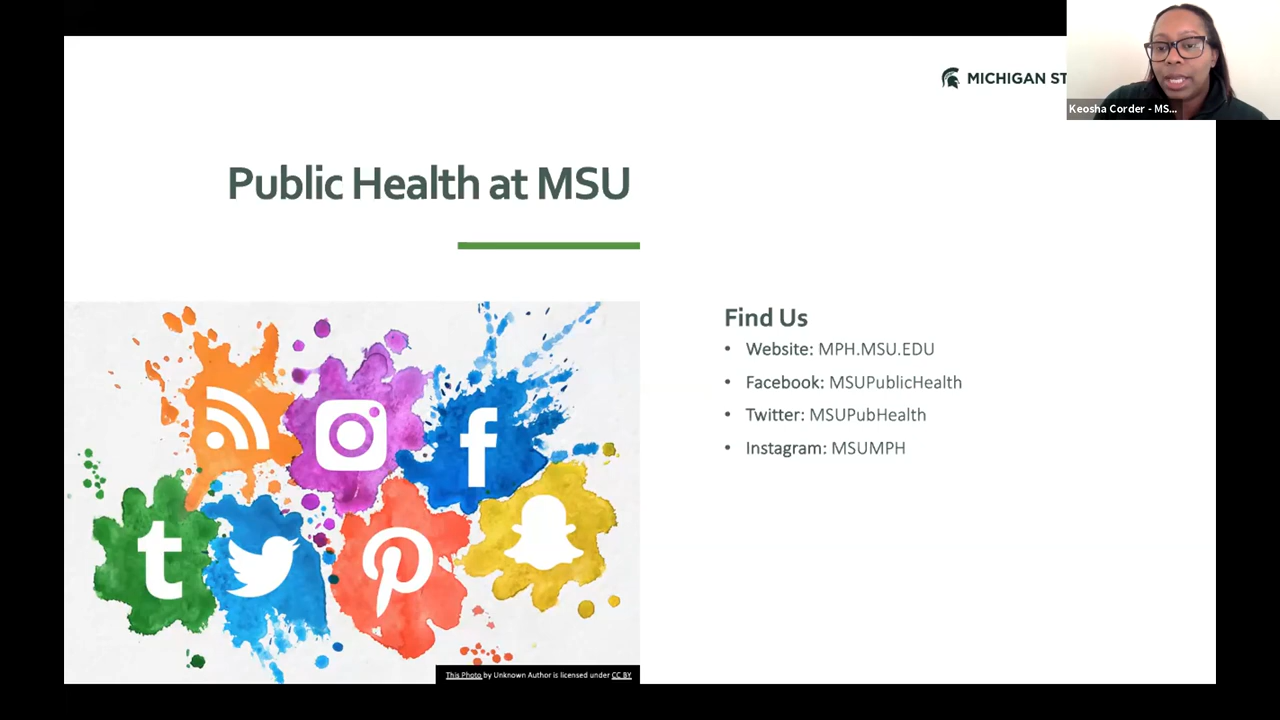 MICHIGAN ST
Keosha Corder - MS...
Public Health at MSU
Find Us
• Website: MPH.MSU.EDU
• Facebook: MSUPublicHealth
• Twitter: MSUPubHealth
• Instagram: MSUMPH
This Photo by Unknown Author is licensed under CC BY